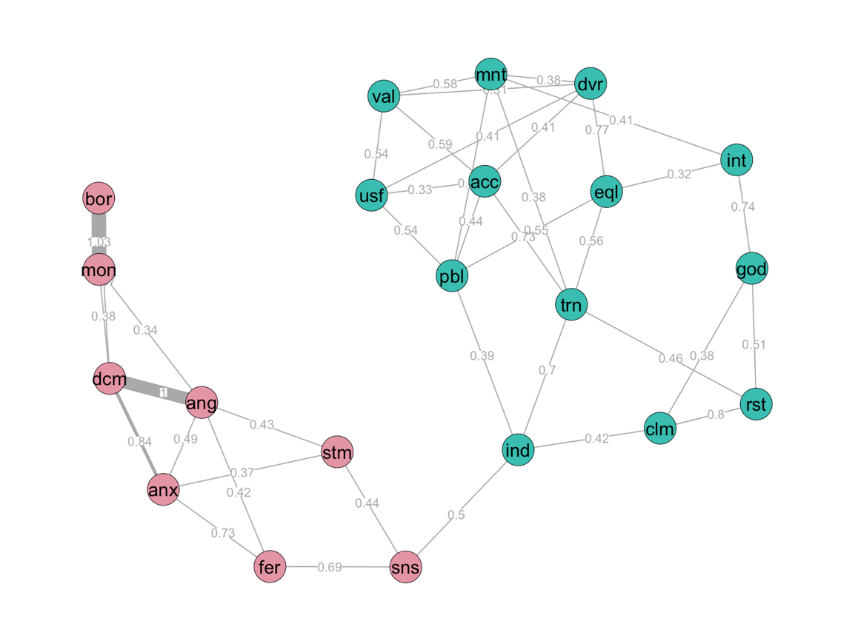 mnt
0.38
dvr
0.58
val
0.41
0.41
0.41
0.77
0.59
0.54
int
0.32
acc
0.33
usf
eql
0.74
bor
0.38
0.44
0.54
0.73
0.55
0.56
1.03
mon
god
pbl
trn
0.38
0.34
0.51
0.39
0.46
0.38
0.7
dcm
1
ang
rst
0.8
clm
0.43
0.84
0.49
0.42
ind
stm
0.37
0.42
anx
0.44
0.5
0.73
fer
0.69
sns